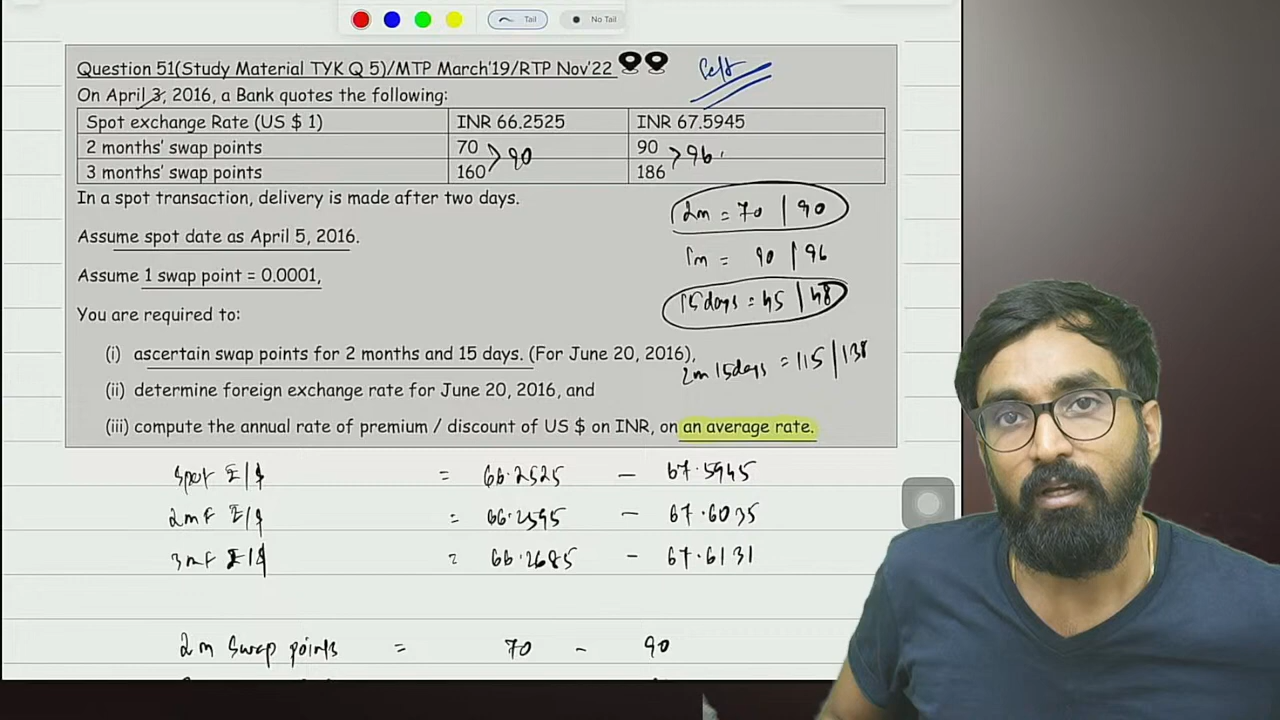 Tail
No Tail
Question 51(Study Material TYK Q 5)/MTP March'19/RTP Nov'22
Self
On April 3, 2016, a Bank quotes the following:
Spot exchange Rate (US $ 1) INR 66.2525 INR 67.5945
2 months' swap points 70 90
> 90 > 96
3 months' swap points 160 186
In a spot transaction, delivery is made after two days.
2m = 70 | 90
Assume spot date as April 5, 2016.
1m = 90 | 96
Assume 1 swap point = 0.0001,
15 days = 45 | 48
You are required to:
(i) ascertain swap points for 2 months and 15 days. (For June 20, 2016),
2m 15days = 115 | 138
(ii) determine foreign exchange rate for June 20, 2016, and
(iii) compute the annual rate of premium / discount of US $ on INR, on an average rate.
Spot ₹/$ = 66.2525 - 67.5945
2mF ₹/$ = 66.2595 - 67.6035
3mF ₹/$ = 66.2685 - 67.6131
2m Swap points = 70 - 90